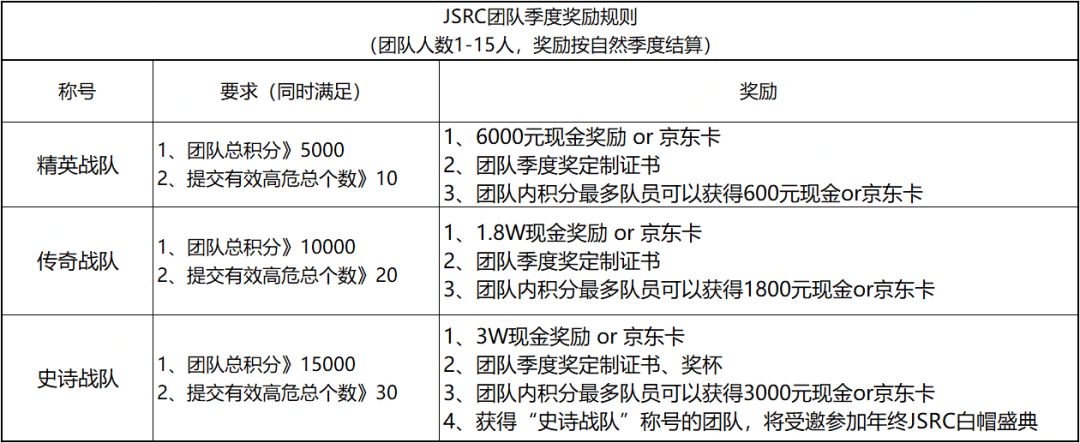 JSRC团队季度奖励规则
（团队人数1-15人，奖励按自然季度结算）
称号
要求（同时满足）
奖励
精英战队
1、团队总积分》5000
2、提交有效高危总个数》10
1、6000元现金奖励 or 京东卡
2、团队季度奖定制证书
3、团队内积分最多队员可以获得600元现金or京东卡
传奇战队
1、团队总积分》10000
2、提交有效高危总个数》20
1、1.8W现金奖励 or 京东卡
2、团队季度奖定制证书
3、团队内积分最多队员可以获得1800元现金or京东卡
史诗战队
1、团队总积分》15000
2、提交有效高危总个数》30
1、3W现金奖励 or 京东卡
2、团队季度奖定制证书、奖杯
3、团队内积分最多队员可以获得3000元现金or京东卡
4、获得“史诗战队”称号的团队，将受邀参加年终JSRC白帽盛典